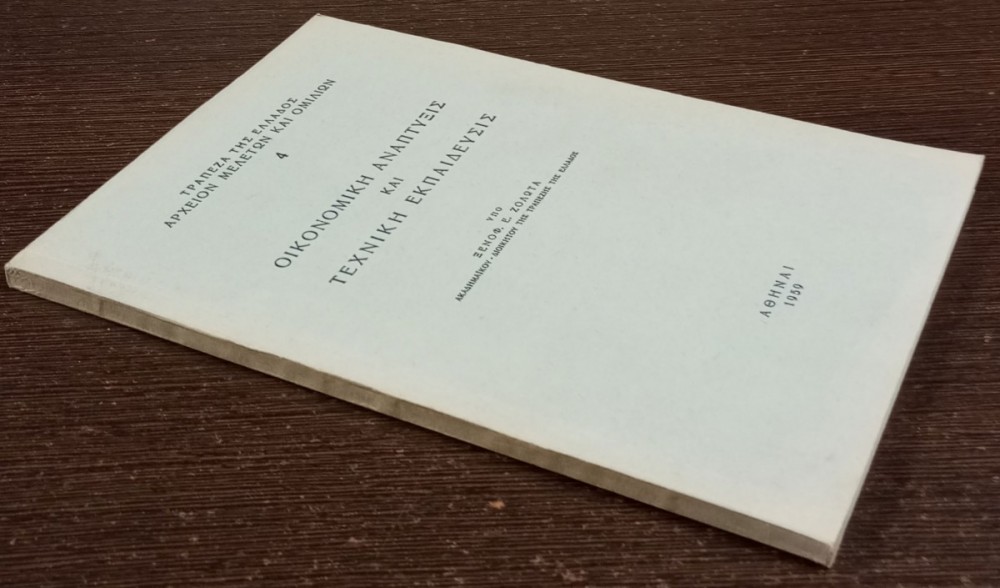 ΤΡΑΠΕΖΑ ΤΗΣ ΕΛΛΑΔΟΣ
ΑΡΧΕΙΟΝ ΜΕΛΕΤΩΝ ΚΑΙ ΟΜΙΛΙΩΝ
4
ΟΙΚΟΝΟΜΙΚΗ ΑΝΑΠΤΥΞΙΣ
ΚΑΙ
ΤΕΧΝΙΚΗ ΕΚΠΑΙΔΕΥΣΙΣ
ΥΠΟ
ΞΕΝΟΦ. Ε. ΖΟΛΩΤΑ
ΑΚΑΔΗΜΑΪΚΟΥ - ΔΙΟΙΚΗΤΟΥ ΤΗΣ ΤΡΑΠΕΖΗΣ ΤΗΣ ΕΛΛΑΔΟΣ
ΑΘΗΝΑΙ
1959